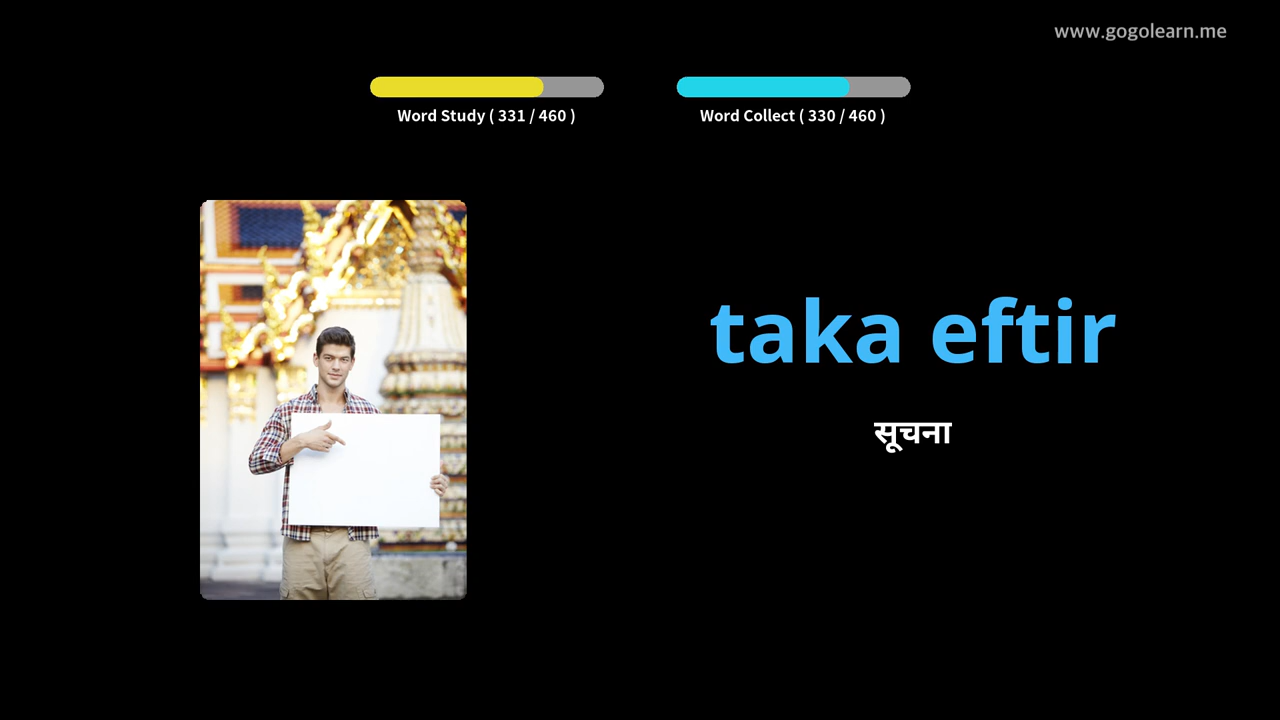 www.gogolearn.me
Word Study ( 331 / 460 )
Word Collect ( 330 / 460 )
taka eftir
सूचना